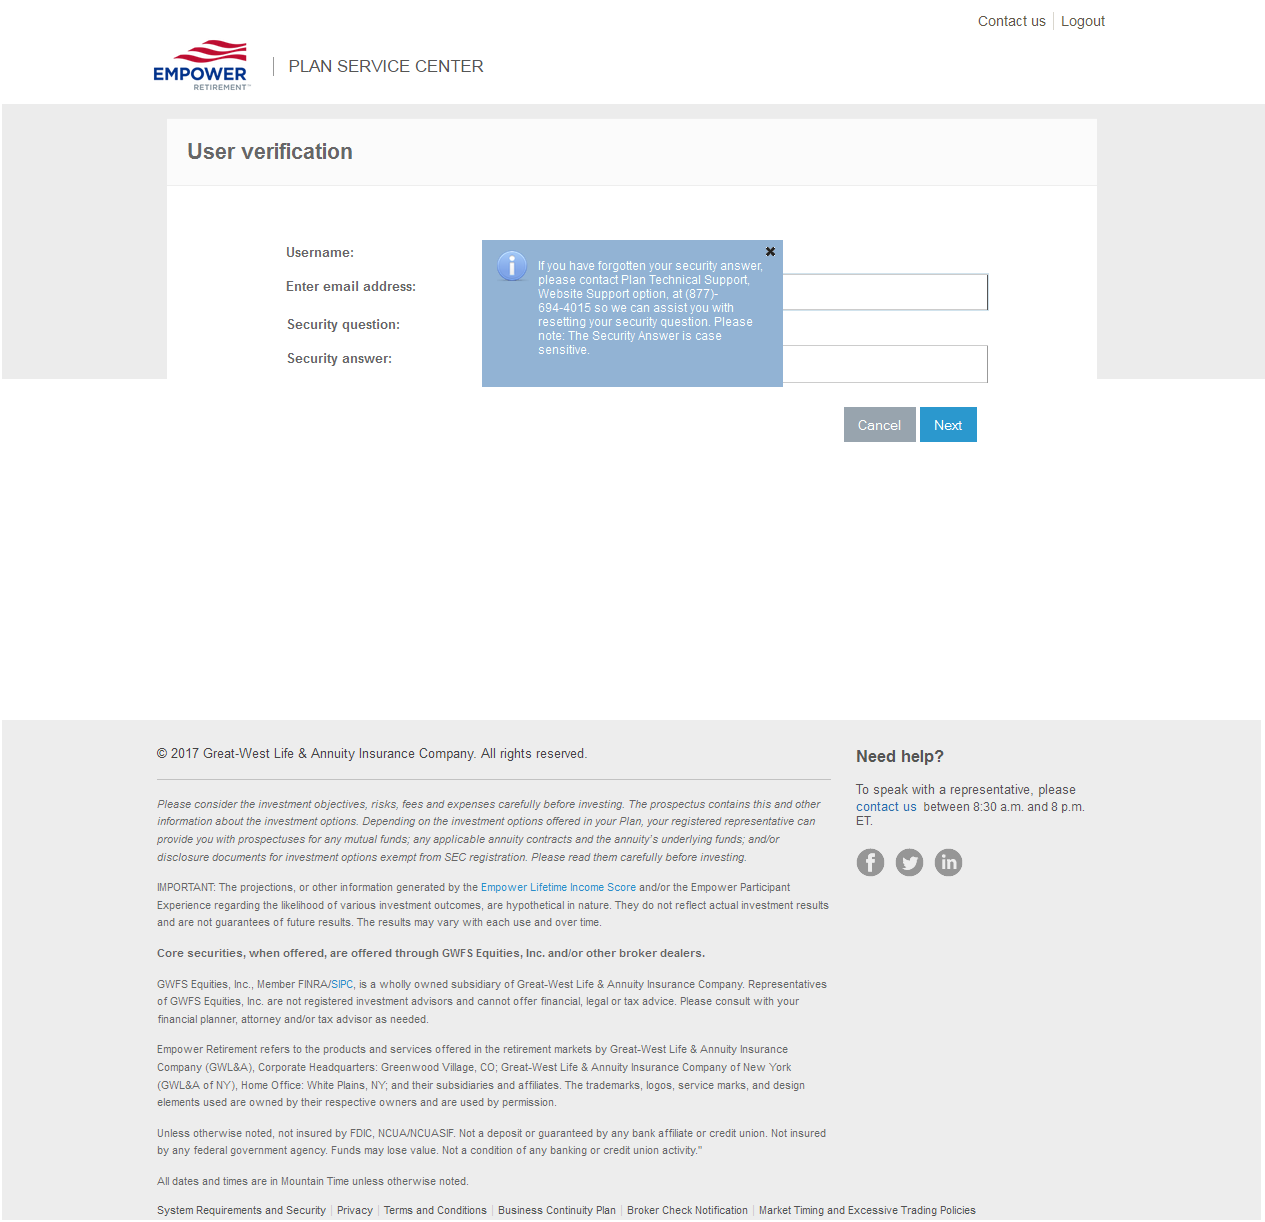 Contact us Logout
EMPOWER
RETIREMENT™
PLAN SERVICE CENTER
User verification
Username:
Enter email address:
Security question:
Security answer:
If you have forgotten your security answer,
please contact Plan Technical Support,
Website Support option, at (877)-
694-4015 so we can assist you with
resetting your security question. Please
note: The Security Answer is case
sensitive.
Cancel Next
© 2017 Great-West Life & Annuity Insurance Company. All rights reserved.
Please consider the investment objectives, risks, fees and expenses carefully before investing. The prospectus contains this and other
information about the investment options. Depending on the investment options offered in your Plan, your registered representative can
provide you with prospectuses for any mutual funds; any applicable annuity contracts and the annuity's underlying funds; and/or
disclosure documents for investment options exempt from SEC registration. Please read them carefully before investing.
IMPORTANT: The projections, or other information generated by the Empower Lifetime Income Score and/or the Empower Participant
Experience regarding the likelihood of various investment outcomes, are hypothetical in nature. They do not reflect actual investment results
and are not guarantees of future results. The results may vary with each use and over time.
Core securities, when offered, are offered through GWFS Equities, Inc. and/or other broker dealers.
GWFS Equities, Inc., Member FINRA/SIPC, is a wholly owned subsidiary of Great-West Life & Annuity Insurance Company. Representatives
of GWFS Equities, Inc. are not registered investment advisors and cannot offer financial, legal or tax advice. Please consult with your
financial planner, attorney and/or tax advisor as needed.
Empower Retirement refers to the products and services offered in the retirement markets by Great-West Life & Annuity Insurance
Company (GWL&A), Corporate Headquarters: Greenwood Village, CO; Great-West Life & Annuity Insurance Company of New York
(GWL&A of NY), Home Office: White Plains, NY; and their subsidiaries and affiliates. The trademarks, logos, service marks, and design
elements used are owned by their respective owners and are used by permission.
Unless otherwise noted, not insured by FDIC, NCUA/NCUASIF. Not a deposit or guaranteed by any bank affiliate or credit union. Not insured
by any federal government agency. Funds may lose value. Not a condition of any banking or credit union activity."
All dates and times are in Mountain Time unless otherwise noted.
System Requirements and Security | Privacy | Terms and Conditions | Business Continuity Plan | Broker Check Notification | Market Timing and Excessive Trading Policies
Need help?
To speak with a representative, please
contact us between 8:30 a.m. and 8 p.m.
ET.